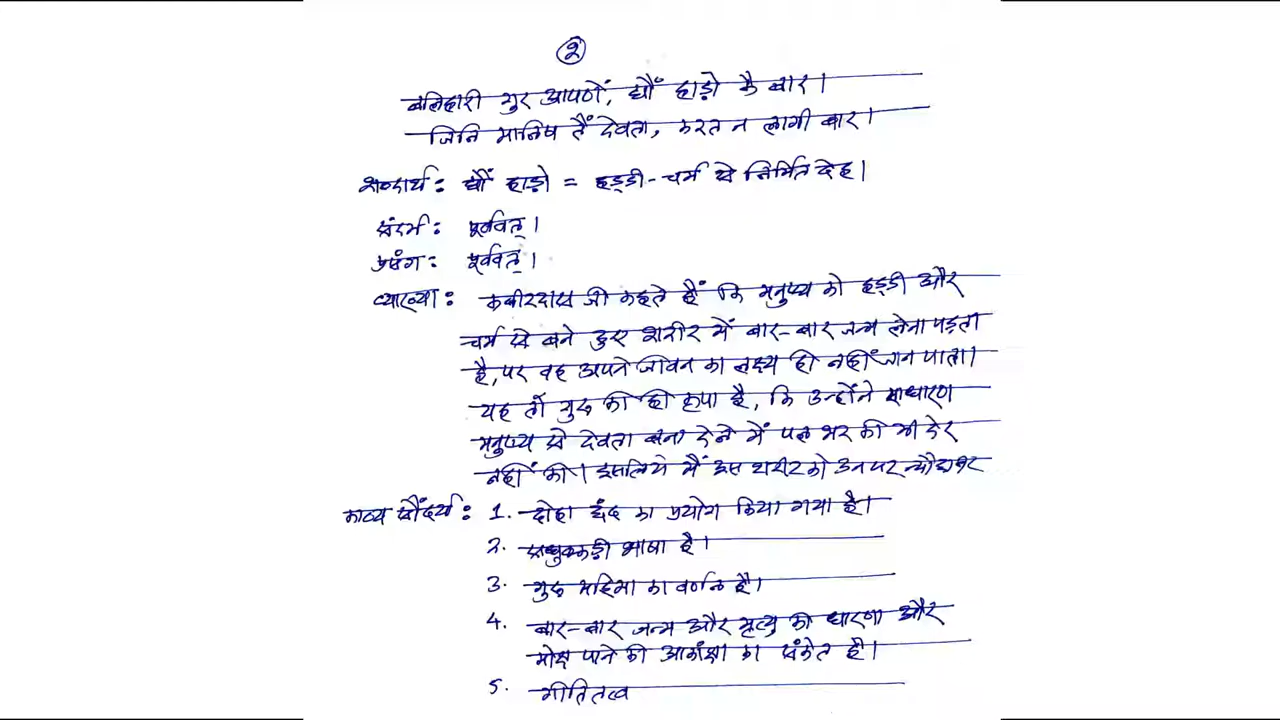 २
बलिहारी गुर आपणें, द्यौं हाड़ो कै बार।
जिनि मानिष तैं देवता, करत न लागी बार।
शब्दार्थ: द्यौं हाड़ो = हड्डी-चर्म से निर्मित देह।
संदर्भ: पूर्ववत्।
प्रसंग: पूर्ववत्।
व्याख्या: कबीरदास जी कहते हैं कि मनुष्य को हड्डी और
चर्म से बने हुए शरीर में बार-बार जन्म लेना पड़ता
है, पर वह अपने जीवन का लक्ष्य ही नहीं जान पाता।
यह तो गुरु की ही कृपा है, कि उन्होंने साधारण
मनुष्य से देवता बना देने में पल भर की भी देर
नहीं की। इसलिये मैं इस शरीर को उन पर न्यौछावर
काव्य सौंदर्य: 1. दोहा छंद का प्रयोग किया गया है।
2. सधुक्कड़ी भाषा है।
3. गुरु महिमा का वर्णन है।
4. बार-बार जन्म और मृत्यु की धारणा और
मोक्ष पाने की आकांक्षा का संकेत है।
5. गीतितत्व